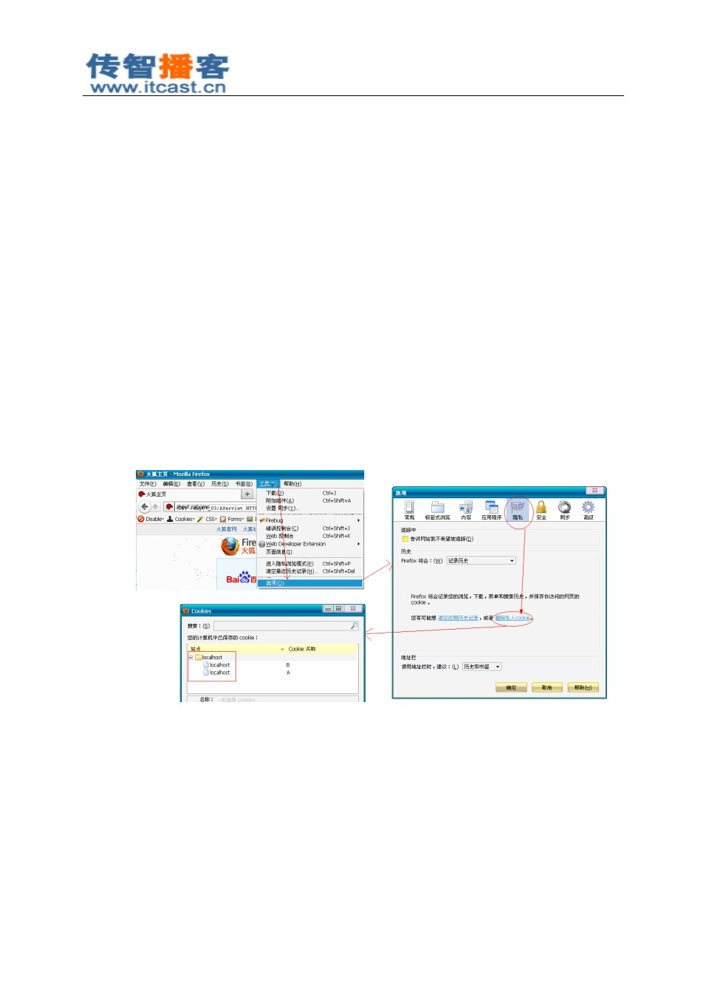 传智播客
www.itcast.cn
火狐主页 - Mozilla Firefox
文件(F) 编辑(E) 查看(V) 历史(S) 书签(B) 工具(T) 帮助(H)
火狐主页 +
下载(D) Ctrl+J
附加组件(A) Ctrl+Shift+A
设置 同步(Y)...
Disable Cookies CSS Forms
Firebug
错误控制台(C) Ctrl+Shift+J
Web 控制台 Ctrl+Shift+K
Web Developer Extension
页面信息(I)
进入隐私浏览模式(P) Ctrl+Shift+P
清空最近历史记录(H)... Ctrl+Shift+Del
选项(O)
火狐官网 火狐社
Fire
火狐
Bai du 百
选项
常规 标签式浏览 内容 应用程序 隐私 安全 同步 高级
追踪中
告诉网站我不希望被追踪(D)
历史
Firefox 将会：(W) 记录历史
Firefox 将会记录您的浏览，下载，表单和搜索历史，并保存你访问的网页的
cookie 。
您有可能想 清空近期历史记录，或者 删除私人cookie。
地址栏
使用地址栏时，建议：(L) 历史和书签
确定 取消 帮助(H)
Cookies
搜索：(S)
您的计算机中已保存的 cookie：
站点 Cookie 名称
localhost
localhost B
localhost A
名称： <未选择 cookie>